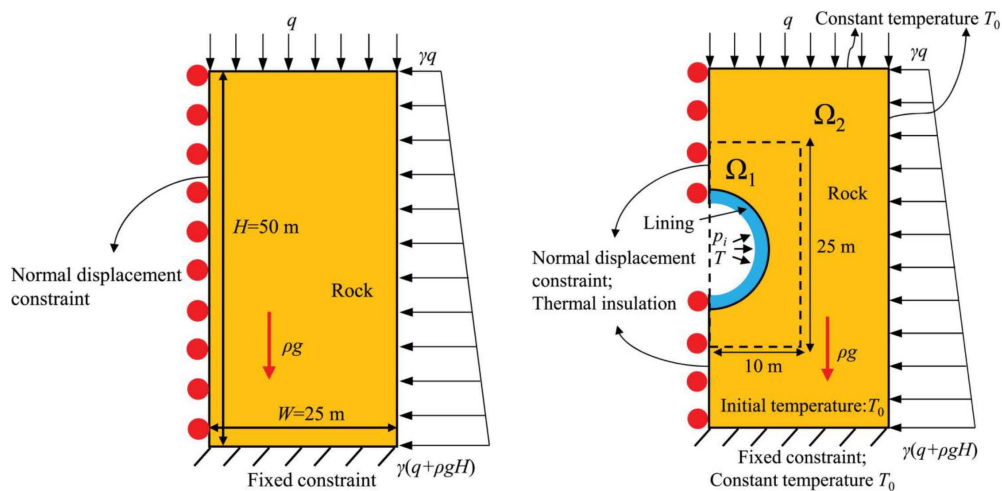 q
γq
H=50 m
Normal displacement
constraint
Rock
ρg
W=25 m
γ(q+ρgH)
Fixed constraint
Constant temperature T0
q
γq
Ω2
Ω1
Rock
Lining
pi
T
25 m
Normal displacement
constraint;
Thermal insulation
ρg
10 m
Initial temperature:T0
γ(q+ρgH)
Fixed constraint;
Constant temperature T0